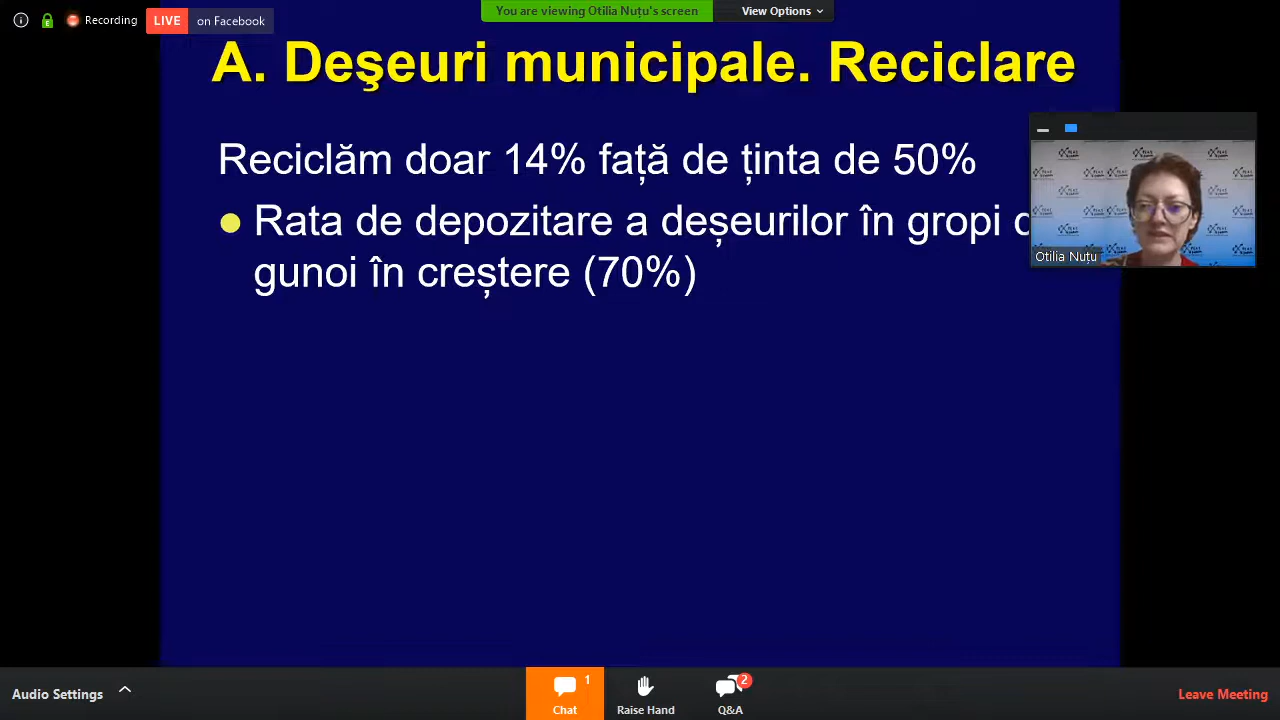 Recording
LIVE on Facebook
You are viewing Otilia Nuțu's screen
View Options
A. Deşeuri municipale. Reciclare
Reciclăm doar 14% față de ținta de 50%
Rata de depozitare a deșeurilor în gropi
gunoi în creștere (70%)
Otilia Nuțu
Audio Settings
Chat
1
Raise Hand
Q&A
2
Leave Meeting